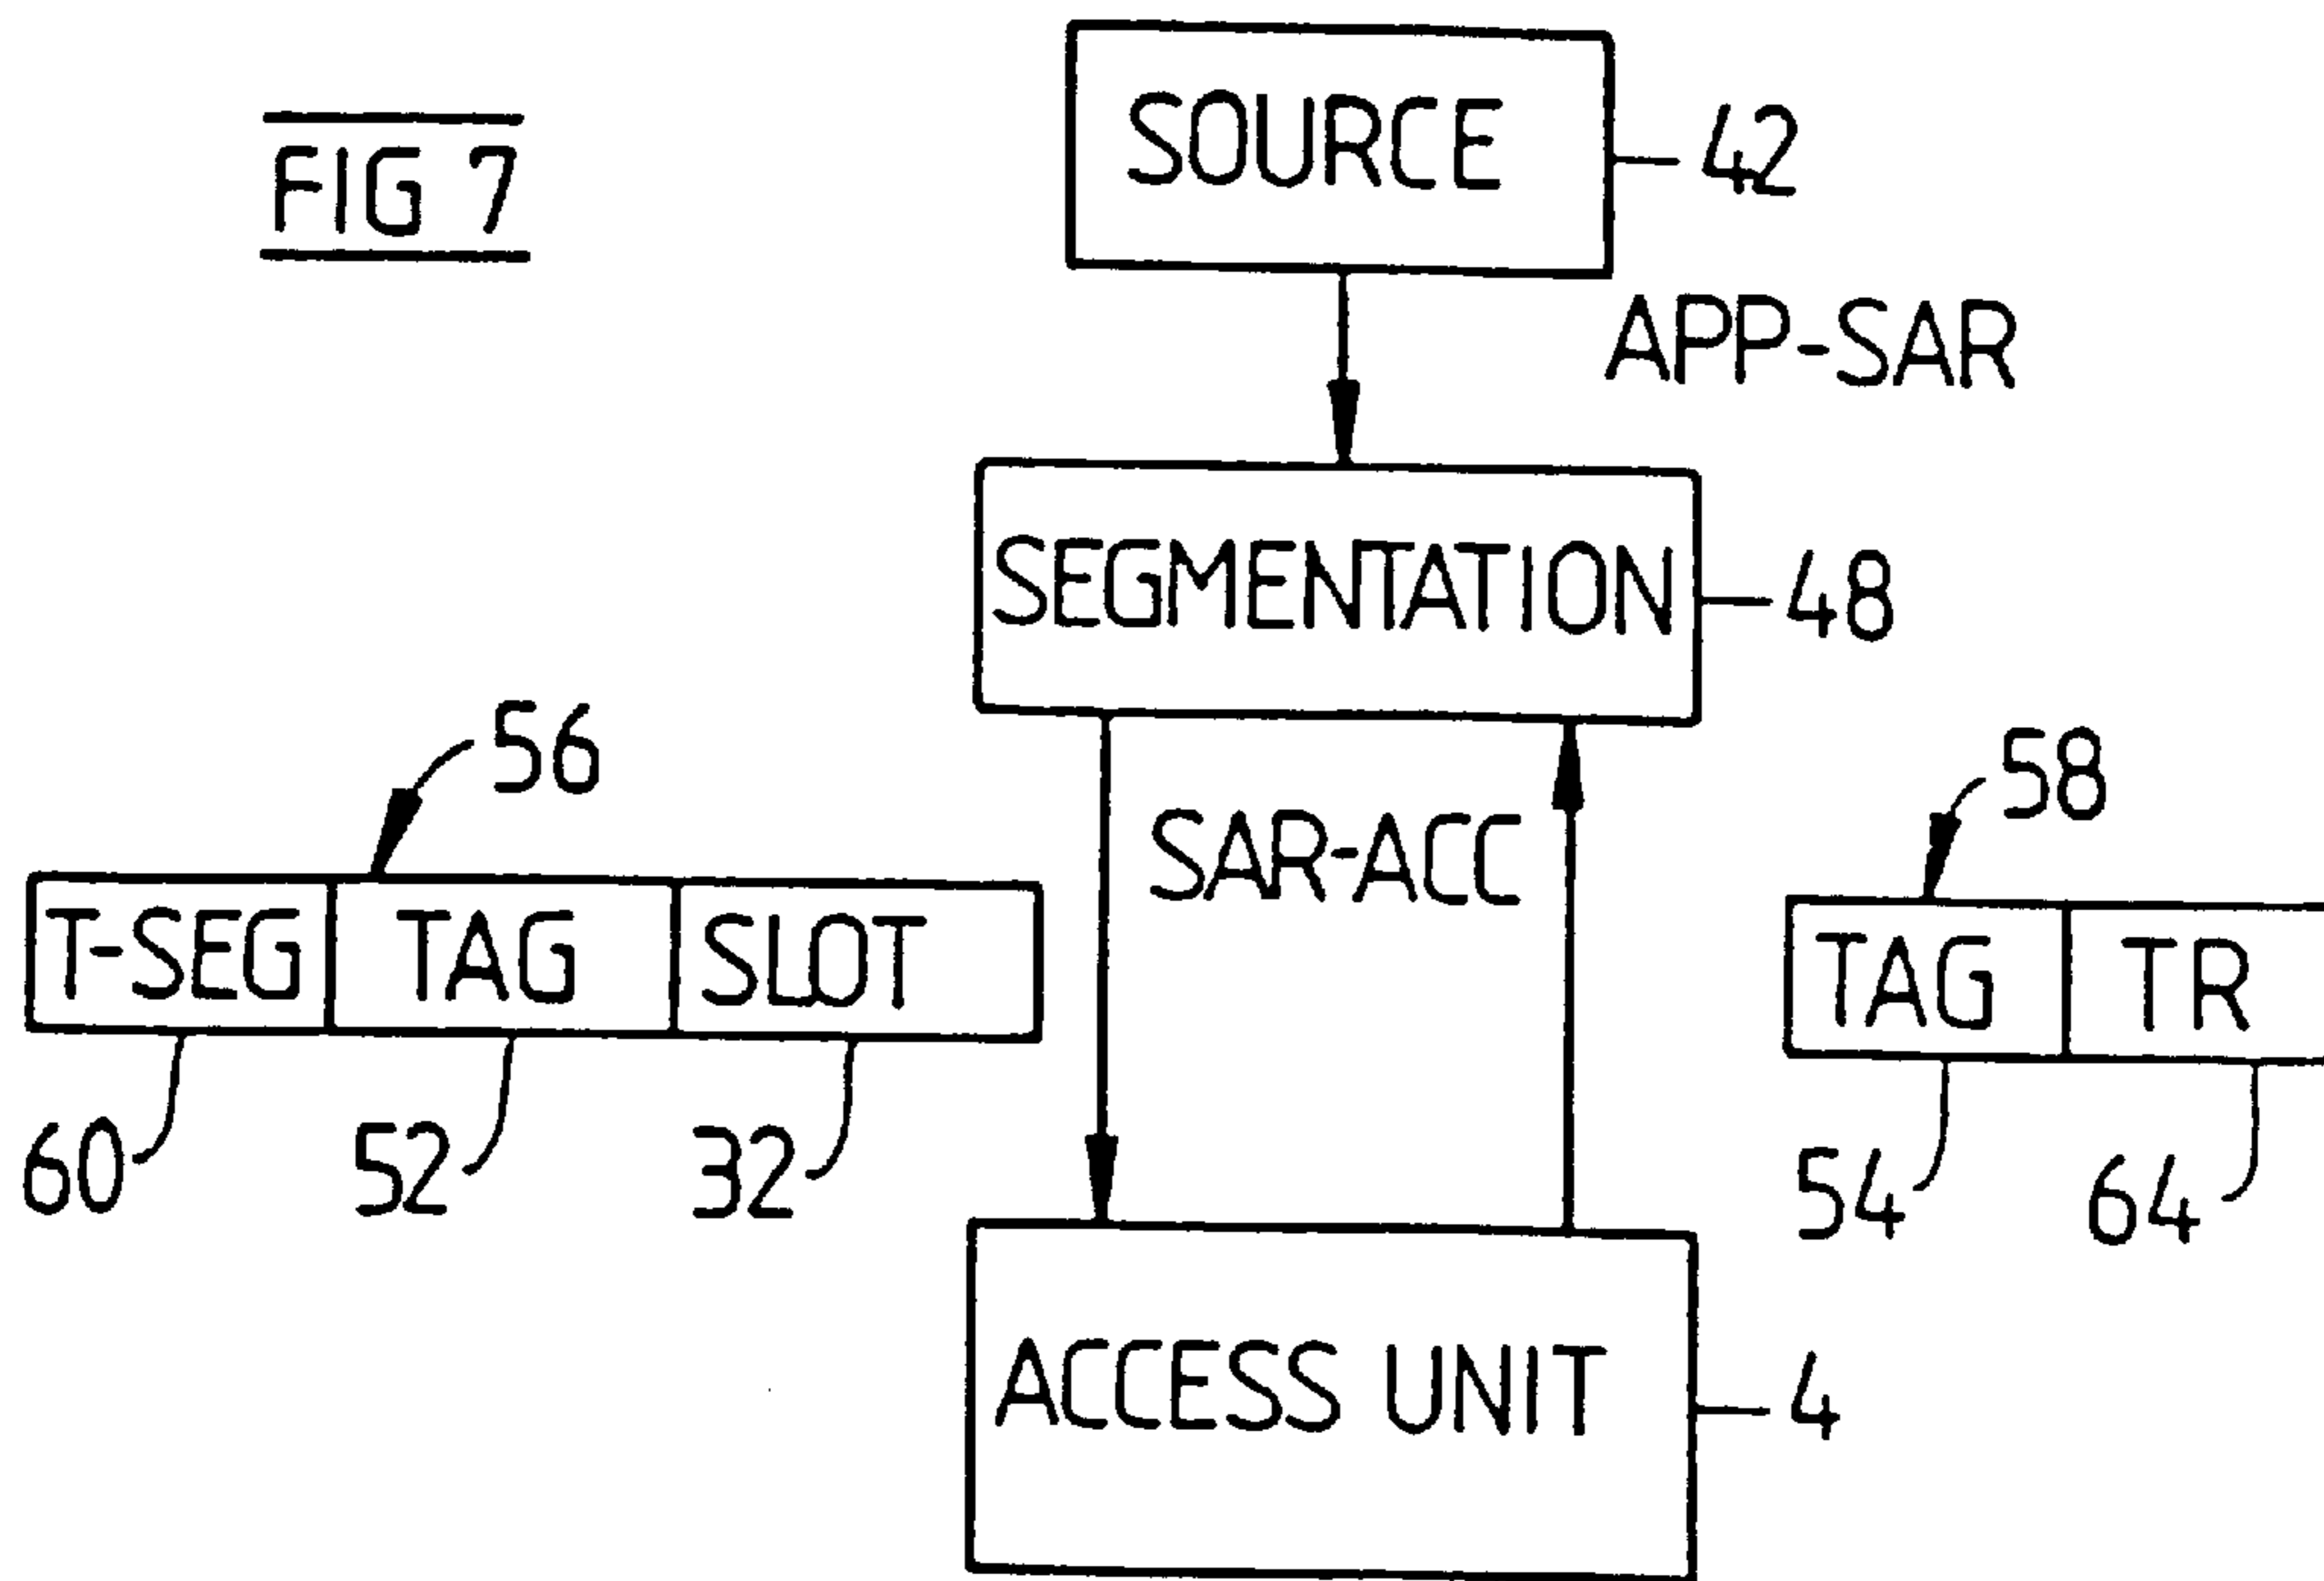 FIG 7
SOURCE
42
APP-SAR
SEGMENTATION
48
56
58
SAR-ACC
T-SEG TAG SLOT
TAG TR
60 52 32
54 64
ACCESS UNIT
4